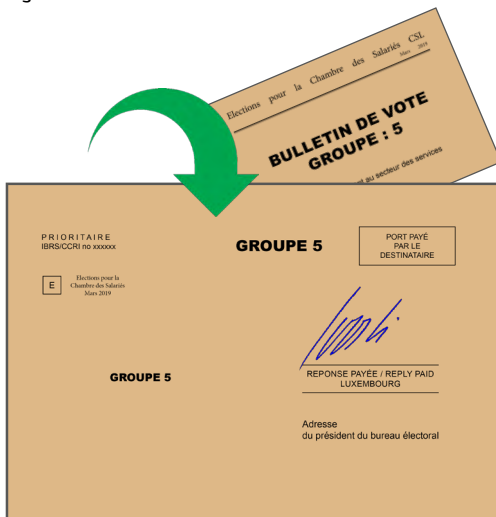 Elections pour la Chambre des Salariés CSL
Mars 2019
BULLETIN DE VOTE
GROUPE : 5
au secteur des services
PRIORITAIRE
IBRS/CCRI no xxxxxx
GROUPE 5
PORT PAYÉ
PAR LE
DESTINATAIRE
E
Elections pour la
Chambre des Salariés
Mars 2019
GROUPE 5
REPONSE PAYÉE / REPLY PAID
LUXEMBOURG
Adresse
du président du bureau électoral